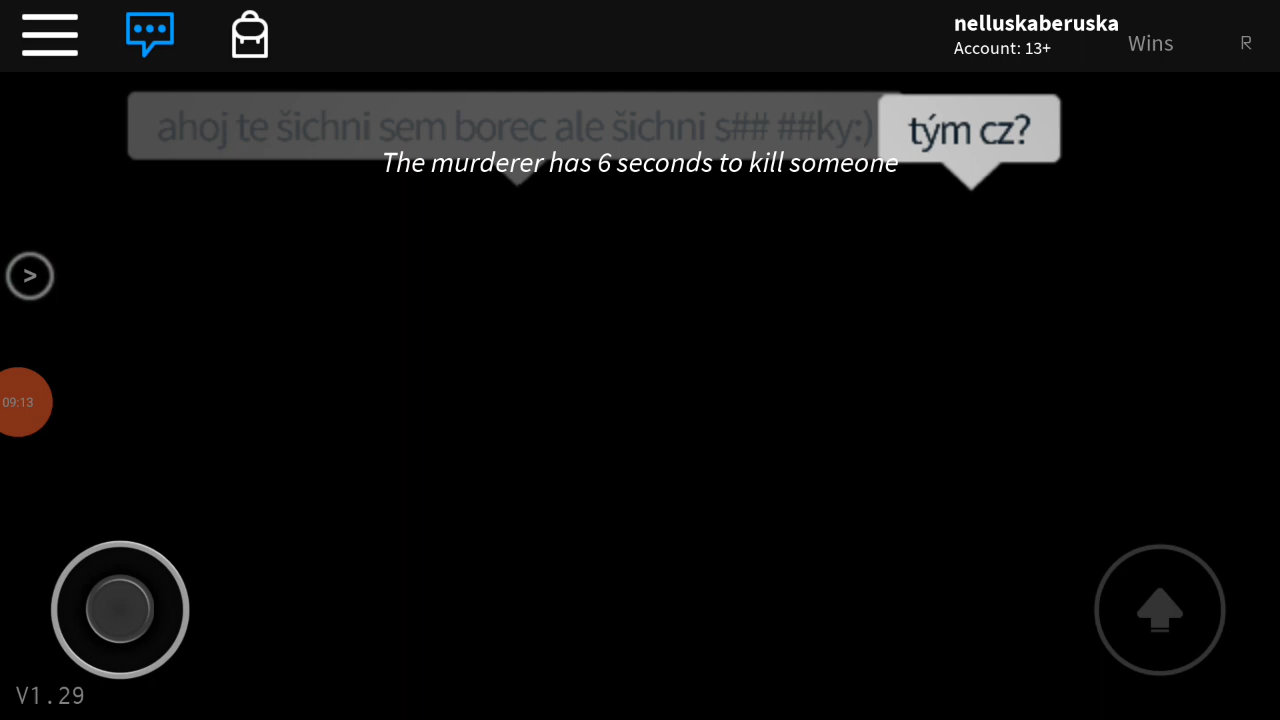 nelluskaberuska
Account: 13+
Wins
R
ahoj te šichni sem borec ale šichni s## ##ky:)
tým cz?
The murderer has 6 seconds to kill someone
>
09:13
V1.29